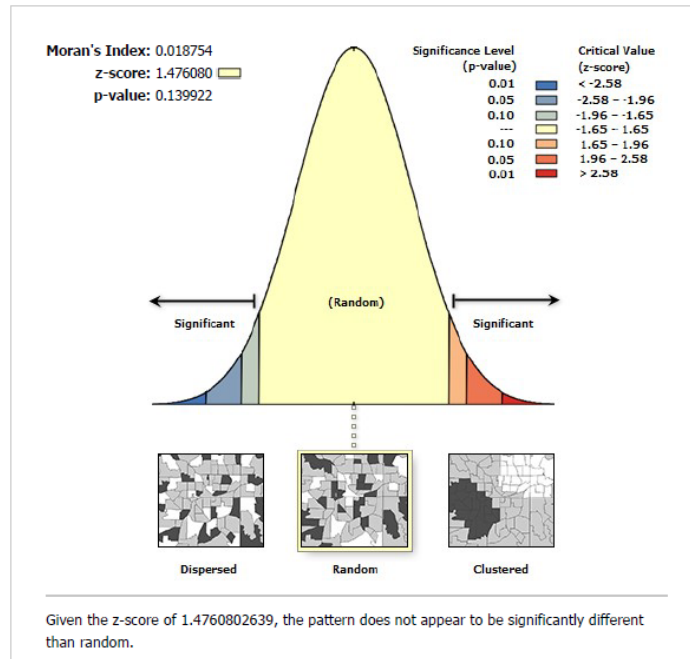 Moran's Index: 0.018754
z-score: 1.476080
p-value: 0.139922
Significance Level
(p-value)
Critical Value
(z-score)
0.01 < -2.58
0.05 -2.58 – -1.96
0.10 -1.96 – -1.65
--- -1.65 – 1.65
0.10 1.65 – 1.96
0.05 1.96 – 2.58
0.01 > 2.58
(Random)
Significant
Significant
Dispersed
Random
Clustered
Given the z-score of 1.4760802639, the pattern does not appear to be significantly different
than random.